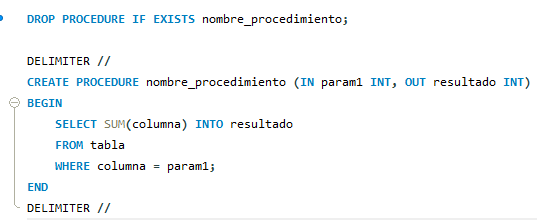 DROP PROCEDURE IF EXISTS nombre_procedimiento;
DELIMITER //
CREATE PROCEDURE nombre_procedimiento (IN param1 INT, OUT resultado INT)
BEGIN
SELECT SUM(columna) INTO resultado
FROM tabla
WHERE columna = param1;
END
DELIMITER //